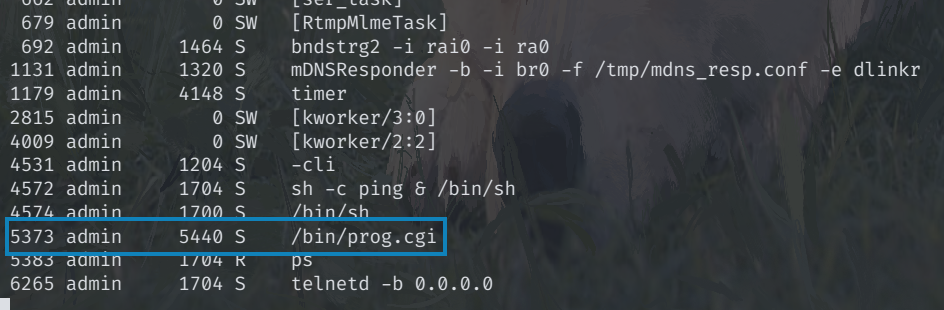 662 admin 0 SW [ser_task]
679 admin 0 SW [RtmpMlmeTask]
692 admin 1464 S bndstrg2 -i rai0 -i ra0
1131 admin 1320 S mDNSResponder -b -i br0 -f /tmp/mdns_resp.conf -e dlinkr
1179 admin 4148 S timer
2815 admin 0 SW [kworker/3:0]
4009 admin 0 SW [kworker/2:2]
4531 admin 1204 S -cli
4572 admin 1704 S sh -c ping & /bin/sh
4574 admin 1700 S /bin/sh
5373 admin 5440 S /bin/prog.cgi
5383 admin 1704 R ps
6265 admin 1704 S telnetd -b 0.0.0.0